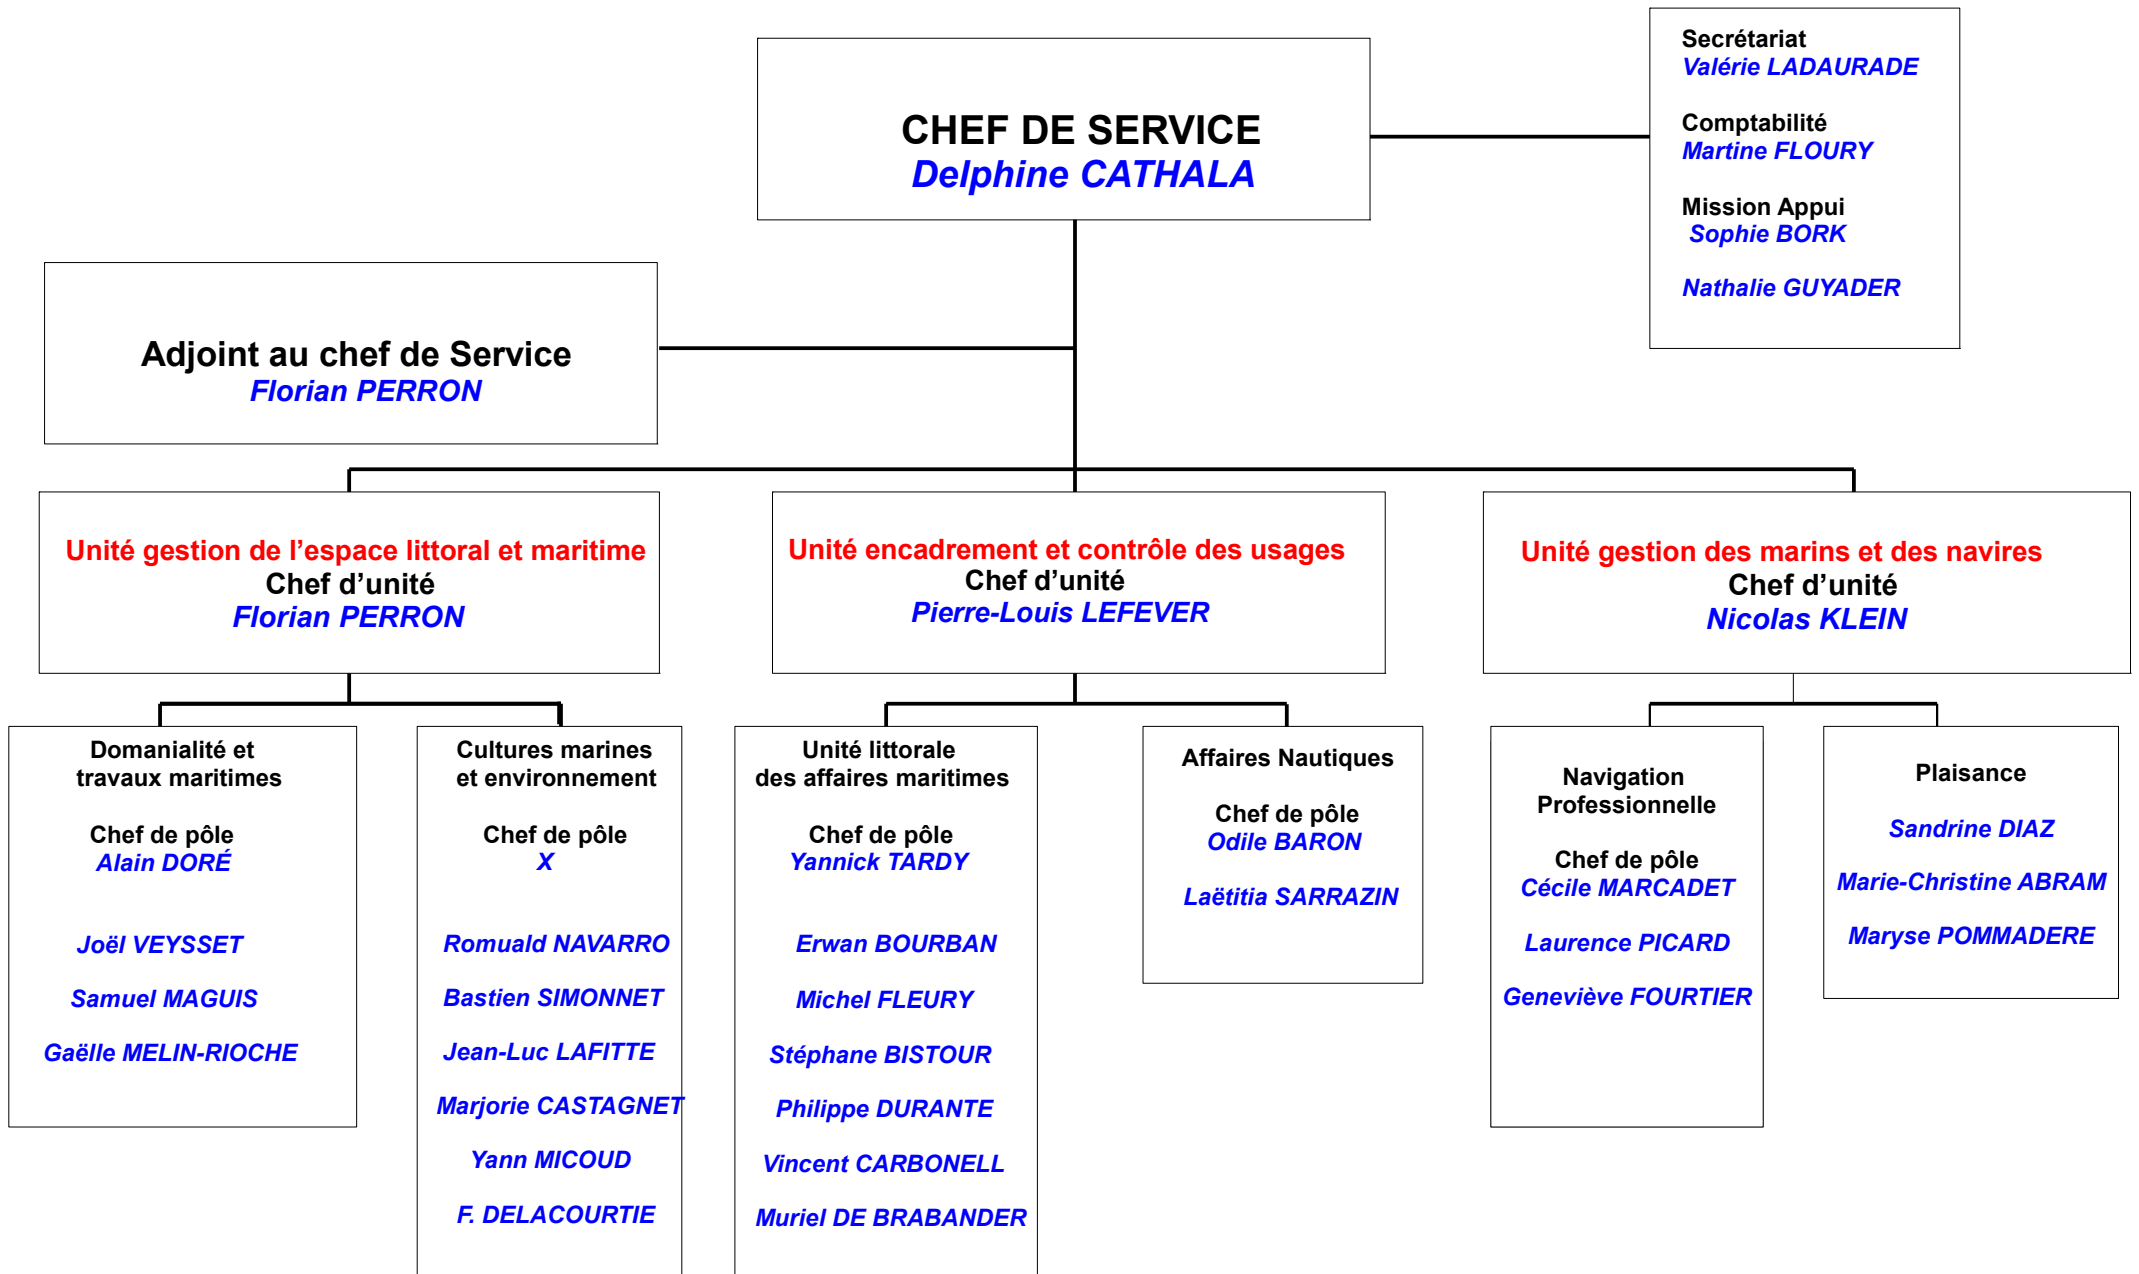 Secrétariat
Valérie LADAURADE
Comptabilité
Martine FLOURY
Mission Appui
Sophie BORK
Nathalie GUYADER
CHEF DE SERVICE
Delphine CATHALA
Adjoint au chef de Service
Florian PERRON
Unité gestion de l’espace littoral et maritime
Chef d’unité
Florian PERRON
Unité encadrement et contrôle des usages
Chef d’unité
Pierre-Louis LEFEVER
Unité gestion des marins et des navires
Chef d’unité
Nicolas KLEIN
Domanialité et
travaux maritimes
Chef de pôle
Alain DORÉ
Joël VEYSSET
Samuel MAGUIS
Gaëlle MELIN-RIOCHE
Cultures marines
et environnement
Chef de pôle
X
Romuald NAVARRO
Bastien SIMONNET
Jean-Luc LAFITTE
Marjorie CASTAGNET
Yann MICOUD
F. DELACOURTIE
Unité littorale
des affaires maritimes
Chef de pôle
Yannick TARDY
Erwan BOURBAN
Michel FLEURY
Stéphane BISTOUR
Philippe DURANTE
Vincent CARBONELL
Muriel DE BRABANDER
Affaires Nautiques
Chef de pôle
Odile BARON
Laëtitia SARRAZIN
Navigation
Professionnelle
Chef de pôle
Cécile MARCADET
Laurence PICARD
Geneviève FOURTIER
Plaisance
Sandrine DIAZ
Marie-Christine ABRAM
Maryse POMMADERE